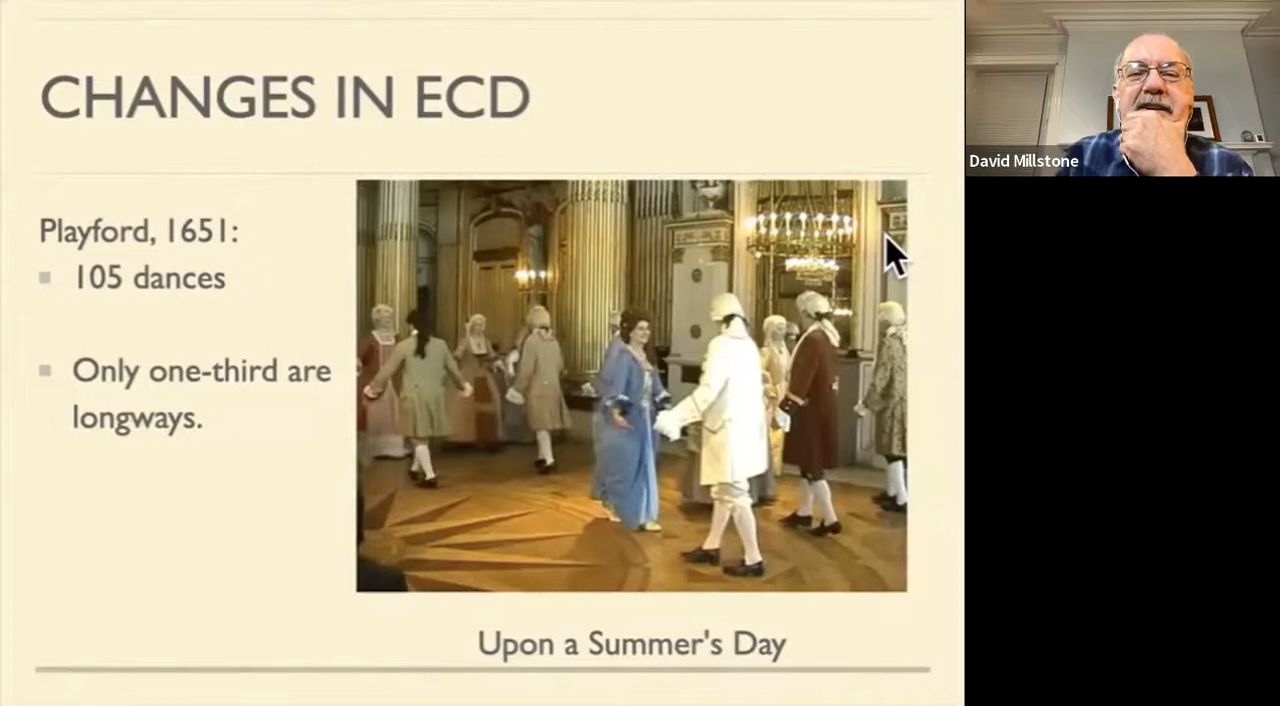 CHANGES IN ECD
Playford, 1651:
105 dances
Only one-third are
longways.
Upon a Summer's Day
David Millstone